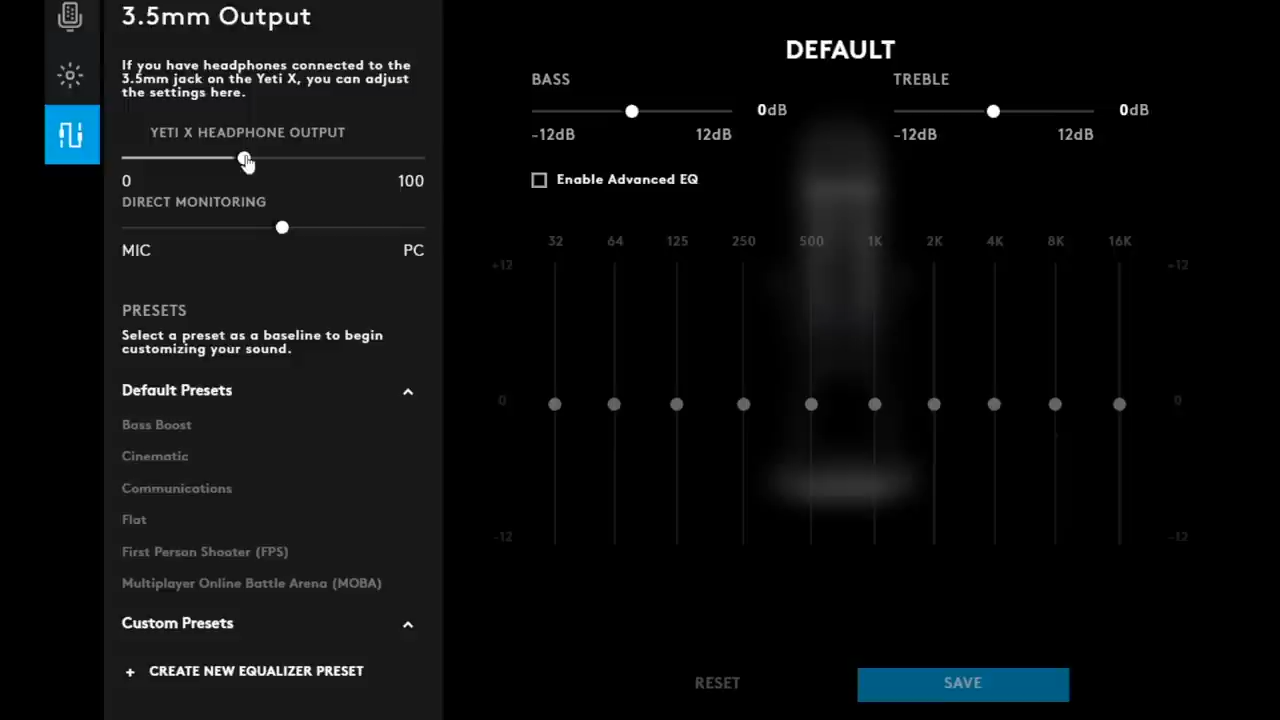 3.5mm Output
If you have headphones connected to the
3.5mm jack on the Yeti X, you can adjust
the settings here.
YETI X HEADPHONE OUTPUT
0 100
DIRECT MONITORING
MIC PC
PRESETS
Select a preset as a baseline to begin
customizing your sound.
Default Presets
Bass Boost
Cinematic
Communications
Flat
First Person Shooter (FPS)
Multiplayer Online Battle Arena (MOBA)
Custom Presets
+ CREATE NEW EQUALIZER PRESET
DEFAULT
BASS
0dB
-12dB 12dB
TREBLE
0dB
-12dB 12dB
Enable Advanced EQ
32 64 125 250 500 1K 2K 4K 8K 16K
+12 +12
0 0
-12 -12
RESET SAVE